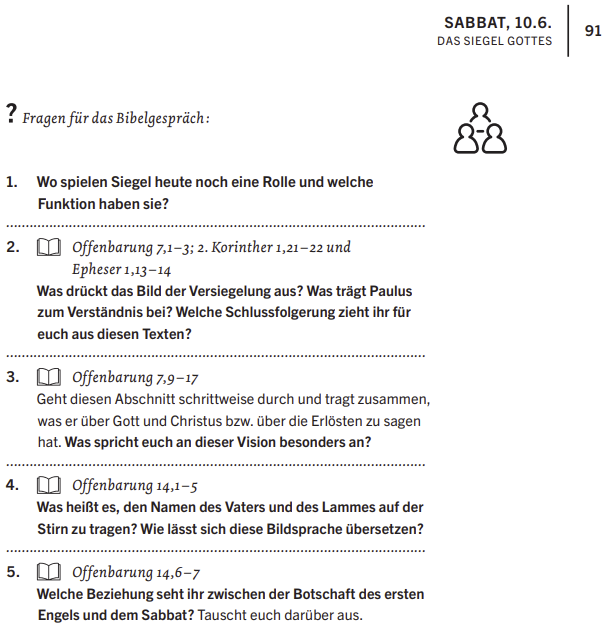 SABBAT, 10.6.
DAS SIEGEL GOTTES
91
? Fragen für das Bibelgespräch:
1. Wo spielen Siegel heute noch eine Rolle und welche
Funktion haben sie?
2. Offenbarung 7,1–3; 2. Korinther 1,21–22 und
Epheser 1,13–14
Was drückt das Bild der Versiegelung aus? Was trägt Paulus
zum Verständnis bei? Welche Schlussfolgerung zieht ihr für
euch aus diesen Texten?
3. Offenbarung 7,9–17
Geht diesen Abschnitt schrittweise durch und tragt zusammen,
was er über Gott und Christus bzw. über die Erlösten zu sagen
hat. Was spricht euch an dieser Vision besonders an?
4. Offenbarung 14,1–5
Was heißt es, den Namen des Vaters und des Lammes auf der
Stirn zu tragen? Wie lässt sich diese Bildsprache übersetzen?
5. Offenbarung 14,6–7
Welche Beziehung seht ihr zwischen der Botschaft des ersten
Engels und dem Sabbat? Tauscht euch darüber aus.